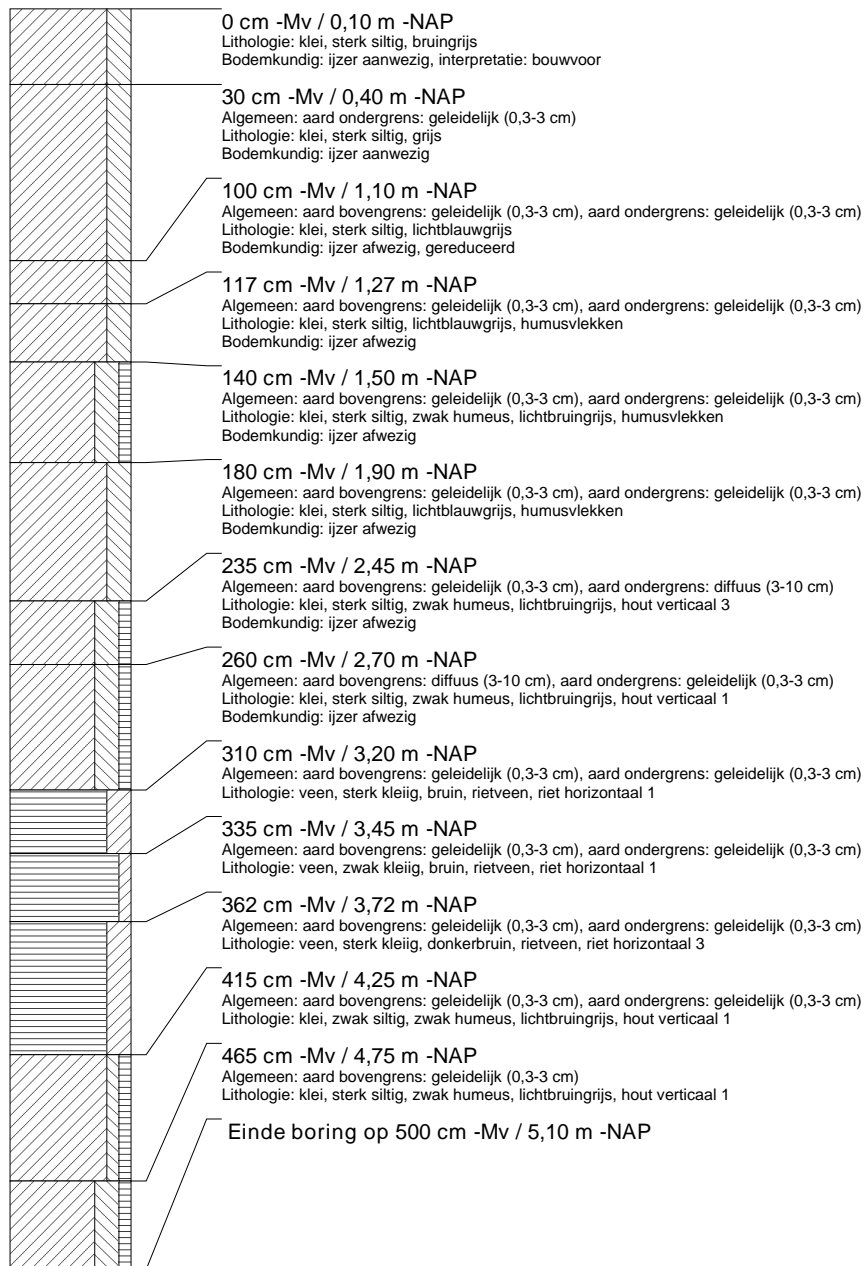 0 cm -Mv / 0,10 m -NAP
Lithologie: klei, sterk siltig, bruingrijs
Bodemkundig: ijzer aanwezig, interpretatie: bouwvoor
30 cm -Mv / 0,40 m -NAP
Algemeen: aard ondergrens: geleidelijk (0,3-3 cm)
Lithologie: klei, sterk siltig, grijs
Bodemkundig: ijzer aanwezig
100 cm -Mv / 1,10 m -NAP
Algemeen: aard bovengrens: geleidelijk (0,3-3 cm), aard ondergrens: geleidelijk (0,3-3 cm)
Lithologie: klei, sterk siltig, lichtblauwgrijs
Bodemkundig: ijzer afwezig, gereduceerd
117 cm -Mv / 1,27 m -NAP
Algemeen: aard bovengrens: geleidelijk (0,3-3 cm), aard ondergrens: geleidelijk (0,3-3 cm)
Lithologie: klei, sterk siltig, lichtblauwgrijs, humusvlekken
Bodemkundig: ijzer afwezig
140 cm -Mv / 1,50 m -NAP
Algemeen: aard bovengrens: geleidelijk (0,3-3 cm), aard ondergrens: geleidelijk (0,3-3 cm)
Lithologie: klei, sterk siltig, zwak humeus, lichtbruingrijs, humusvlekken
Bodemkundig: ijzer afwezig
180 cm -Mv / 1,90 m -NAP
Algemeen: aard bovengrens: geleidelijk (0,3-3 cm), aard ondergrens: geleidelijk (0,3-3 cm)
Lithologie: klei, sterk siltig, lichtblauwgrijs, humusvlekken
Bodemkundig: ijzer afwezig
235 cm -Mv / 2,45 m -NAP
Algemeen: aard bovengrens: geleidelijk (0,3-3 cm), aard ondergrens: diffuus (3-10 cm)
Lithologie: klei, sterk siltig, zwak humeus, lichtbruingrijs, hout verticaal 3
Bodemkundig: ijzer afwezig
260 cm -Mv / 2,70 m -NAP
Algemeen: aard bovengrens: diffuus (3-10 cm), aard ondergrens: geleidelijk (0,3-3 cm)
Lithologie: klei, sterk siltig, zwak humeus, lichtbruingrijs, hout verticaal 1
Bodemkundig: ijzer afwezig
310 cm -Mv / 3,20 m -NAP
Algemeen: aard bovengrens: geleidelijk (0,3-3 cm), aard ondergrens: geleidelijk (0,3-3 cm)
Lithologie: veen, sterk kleiig, bruin, rietveen, riet horizontaal 1
335 cm -Mv / 3,45 m -NAP
Algemeen: aard bovengrens: geleidelijk (0,3-3 cm), aard ondergrens: geleidelijk (0,3-3 cm)
Lithologie: veen, zwak kleiig, bruin, rietveen, riet horizontaal 1
362 cm -Mv / 3,72 m -NAP
Algemeen: aard bovengrens: geleidelijk (0,3-3 cm), aard ondergrens: geleidelijk (0,3-3 cm)
Lithologie: veen, sterk kleiig, donkerbruin, rietveen, riet horizontaal 3
415 cm -Mv / 4,25 m -NAP
Algemeen: aard bovengrens: geleidelijk (0,3-3 cm), aard ondergrens: geleidelijk (0,3-3 cm)
Lithologie: klei, zwak siltig, zwak humeus, lichtbruingrijs, hout verticaal 1
465 cm -Mv / 4,75 m -NAP
Algemeen: aard bovengrens: geleidelijk (0,3-3 cm)
Lithologie: klei, sterk siltig, zwak humeus, lichtbruingrijs, hout verticaal 1
Einde boring op 500 cm -Mv / 5,10 m -NAP